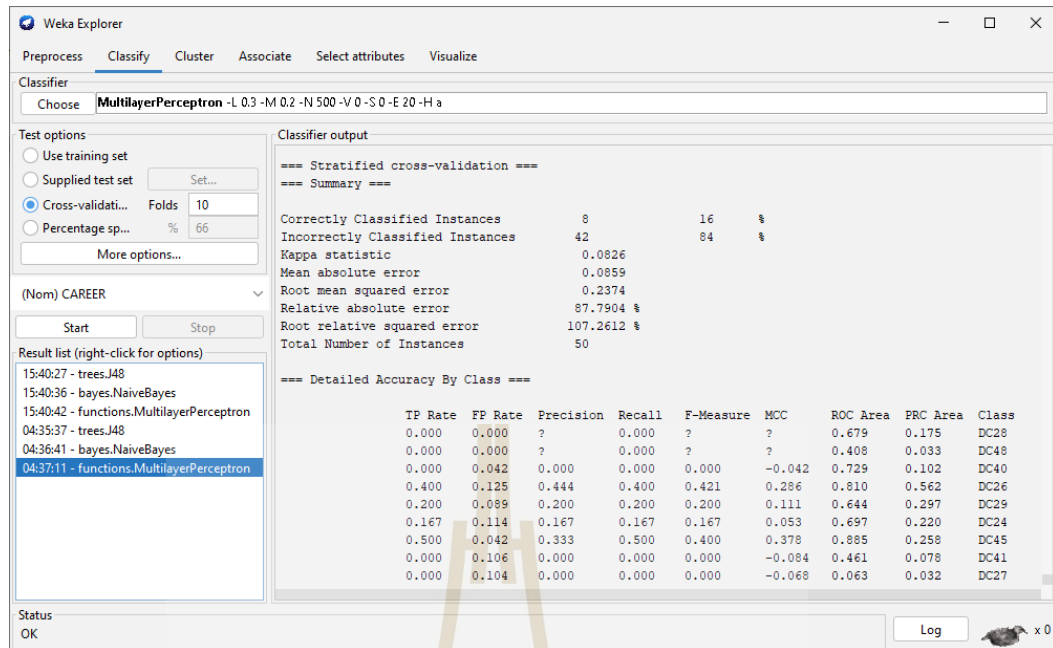 Weka Explorer
Preprocess Classify Cluster Associate Select attributes Visualize
Classifier
Choose MultilayerPerceptron -L 0.3 -M 0.2 -N 500 -V 0 -S 0 -E 20 -H a
Test options
Use training set
Supplied test set Set...
Cross-validati... Folds 10
Percentage sp... % 66
More options...
(Nom) CAREER
Start Stop
Result list (right-click for options)
15:40:27 - trees.J48
15:40:36 - bayes.NaiveBayes
15:40:42 - functions.MultilayerPerceptron
04:35:37 - trees.J48
04:36:41 - bayes.NaiveBayes
04:37:11 - functions.MultilayerPerceptron
Classifier output
=== Stratified cross-validation ===
=== Summary ===
Correctly Classified Instances 8 16 %
Incorrectly Classified Instances 42 84 %
Kappa statistic 0.0826
Mean absolute error 0.0859
Root mean squared error 0.2374
Relative absolute error 87.7904 %
Root relative squared error 107.2612 %
Total Number of Instances 50
=== Detailed Accuracy By Class ===
TP Rate FP Rate Precision Recall F-Measure MCC ROC Area PRC Area Class
0.000 0.000 ? 0.000 ? ? 0.679 0.175 DC28
0.000 0.000 ? 0.000 ? ? 0.408 0.033 DC48
0.000 0.042 0.000 0.000 0.000 -0.042 0.729 0.102 DC40
0.400 0.125 0.444 0.400 0.421 0.286 0.810 0.562 DC26
0.200 0.089 0.200 0.200 0.200 0.111 0.644 0.297 DC29
0.167 0.114 0.167 0.167 0.167 0.053 0.697 0.220 DC24
0.500 0.042 0.333 0.500 0.400 0.378 0.885 0.258 DC45
0.000 0.106 0.000 0.000 0.000 -0.084 0.461 0.078 DC41
0.000 0.104 0.000 0.000 0.000 -0.068 0.063 0.032 DC27
Status
OK
Log x 0